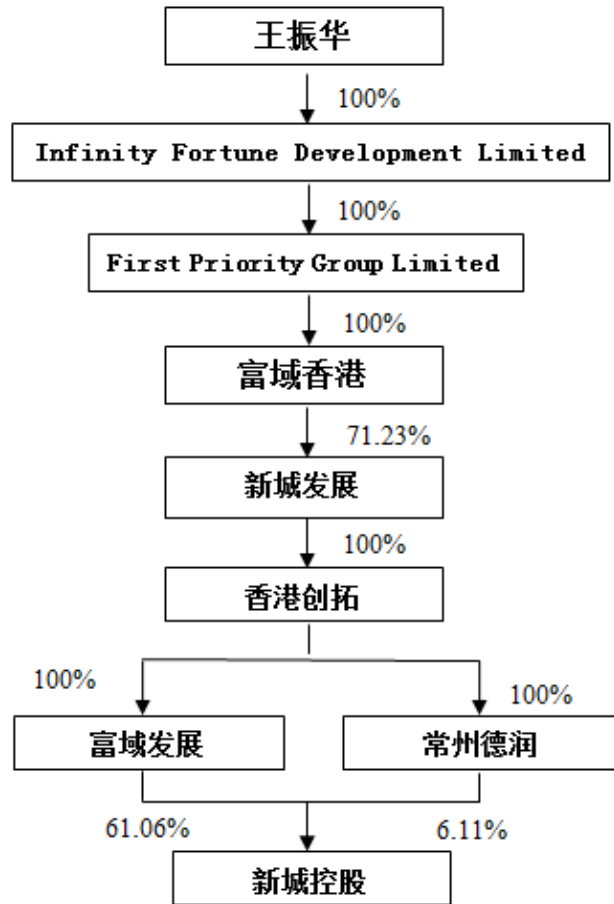 王振华
100%
Infinity Fortune Development Limited
100%
First Priority Group Limited
100%
富域香港
71.23%
新城发展
100%
香港创拓
100%
100%
富域发展
常州德润
61.06%
6.11%
新城控股